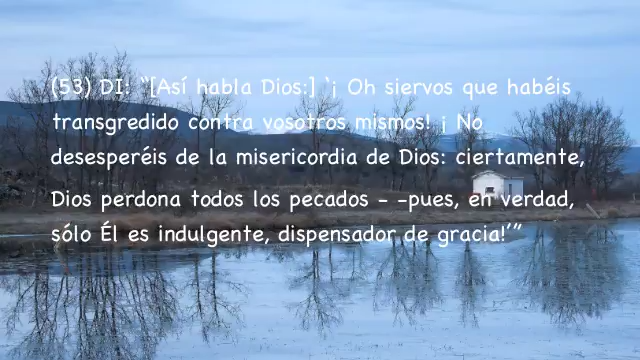 (53) DI: “[Así habla Dios:] ‘¡ Oh siervos que habéis
transgredido contra vosotros mismos! ¡ No
desesperéis de la misericordia de Dios: ciertamente,
Dios perdona todos los pecados - -pues, en verdad,
sólo Él es indulgente, dispensador de gracia!’”